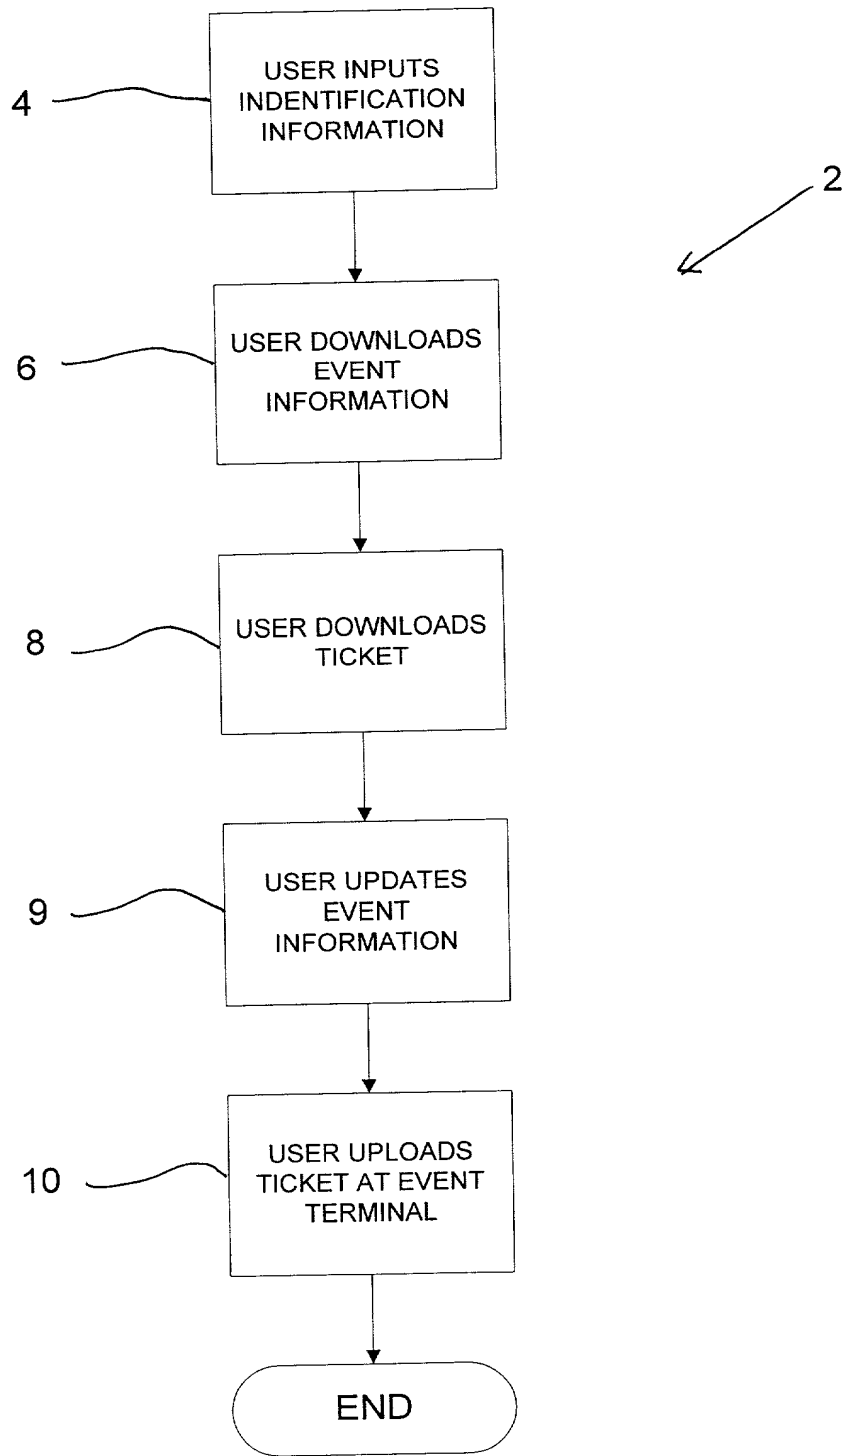 4
USER INPUTS
INDENTIFICATION
INFORMATION
2
6
USER DOWNLOADS
EVENT
INFORMATION
8
USER DOWNLOADS
TICKET
9
USER UPDATES
EVENT
INFORMATION
10
USER UPLOADS
TICKET AT EVENT
TERMINAL
END